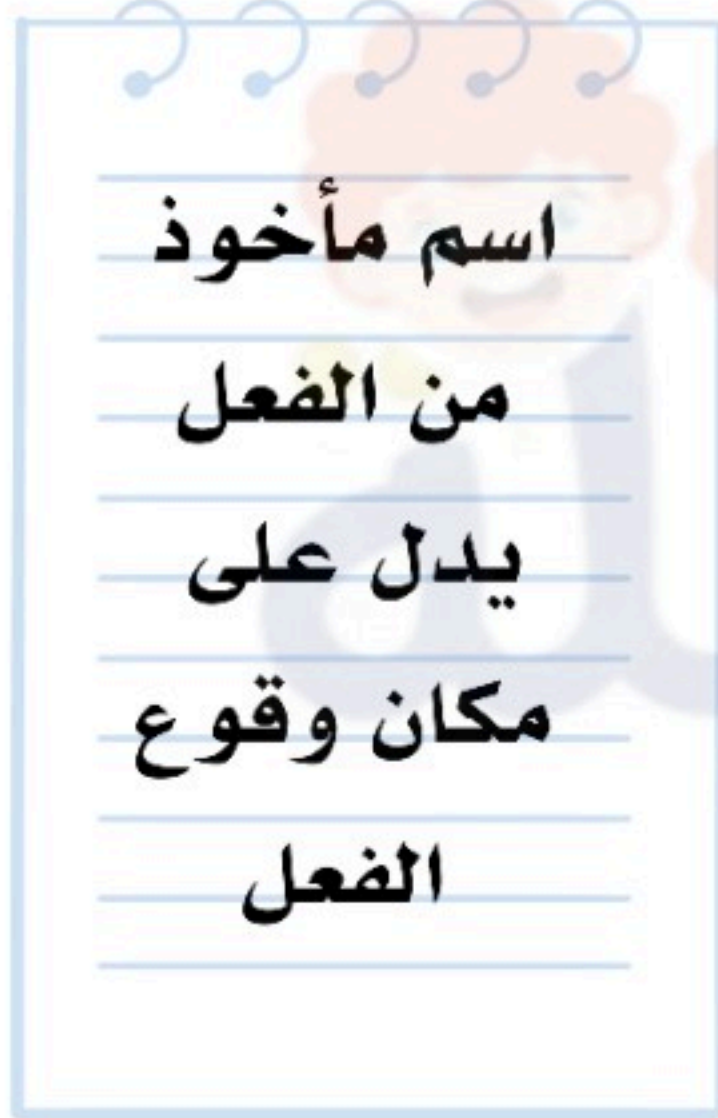 اسم مأخوذ
من الفعل
يدل على
مكان وقوع
الفعل